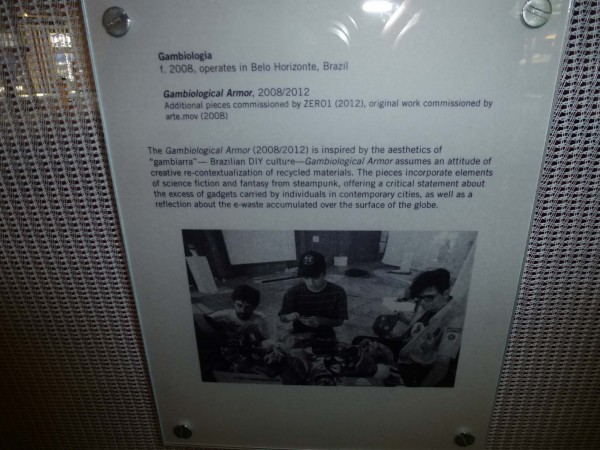 Gambiologia
f. 2008, operates in Belo Horizonte, Brazil
Gambiological Armor, 2008/2012
Additional pieces commissioned by ZERO1 (2012), original work commissioned by
arte.mov (2008)
The Gambiological Armor (2008/2012) is inspired by the aesthetics of
"gambiarra"— Brazilian DIY culture—Gambiological Armor assumes an attitude of
creative re-contextualization of recycled materials. The pieces incorporate elements
of science fiction and fantasy from steampunk, offering a critical statement about
the excess of gadgets carried by individuals in contemporary cities, as well as a
reflection about the e-waste accumulated over the surface of the globe.